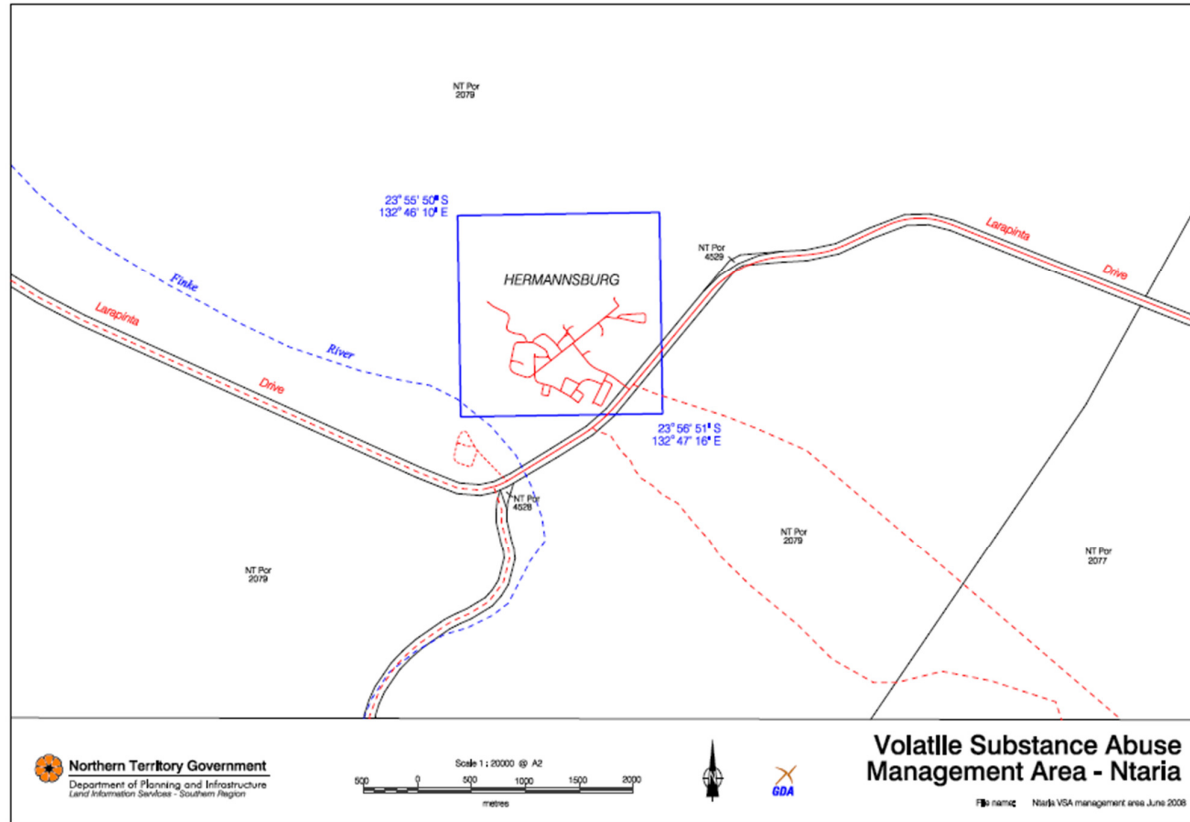 NT Por
2079
23° 55' 50" S
132° 46' 10" E
Larapinta
NT Por
4529
Drive
HERMANNSBURG
Finke
Larapinta
River
Drive
23° 56' 51" S
132° 47' 16" E
NT Por
4528
NT Por
2079
NT Por
2077
NT Por
2079
Northern Territory Government
Department of Planning and Infrastructure
Land Information Services - Southern Region
Scale 1 : 20000 @ A2
500 0 500 1000 1500 2000
metres
GDA
Volatile Substance Abuse
Management Area - Ntaria
File name: Ntaria VSA management area June 2008